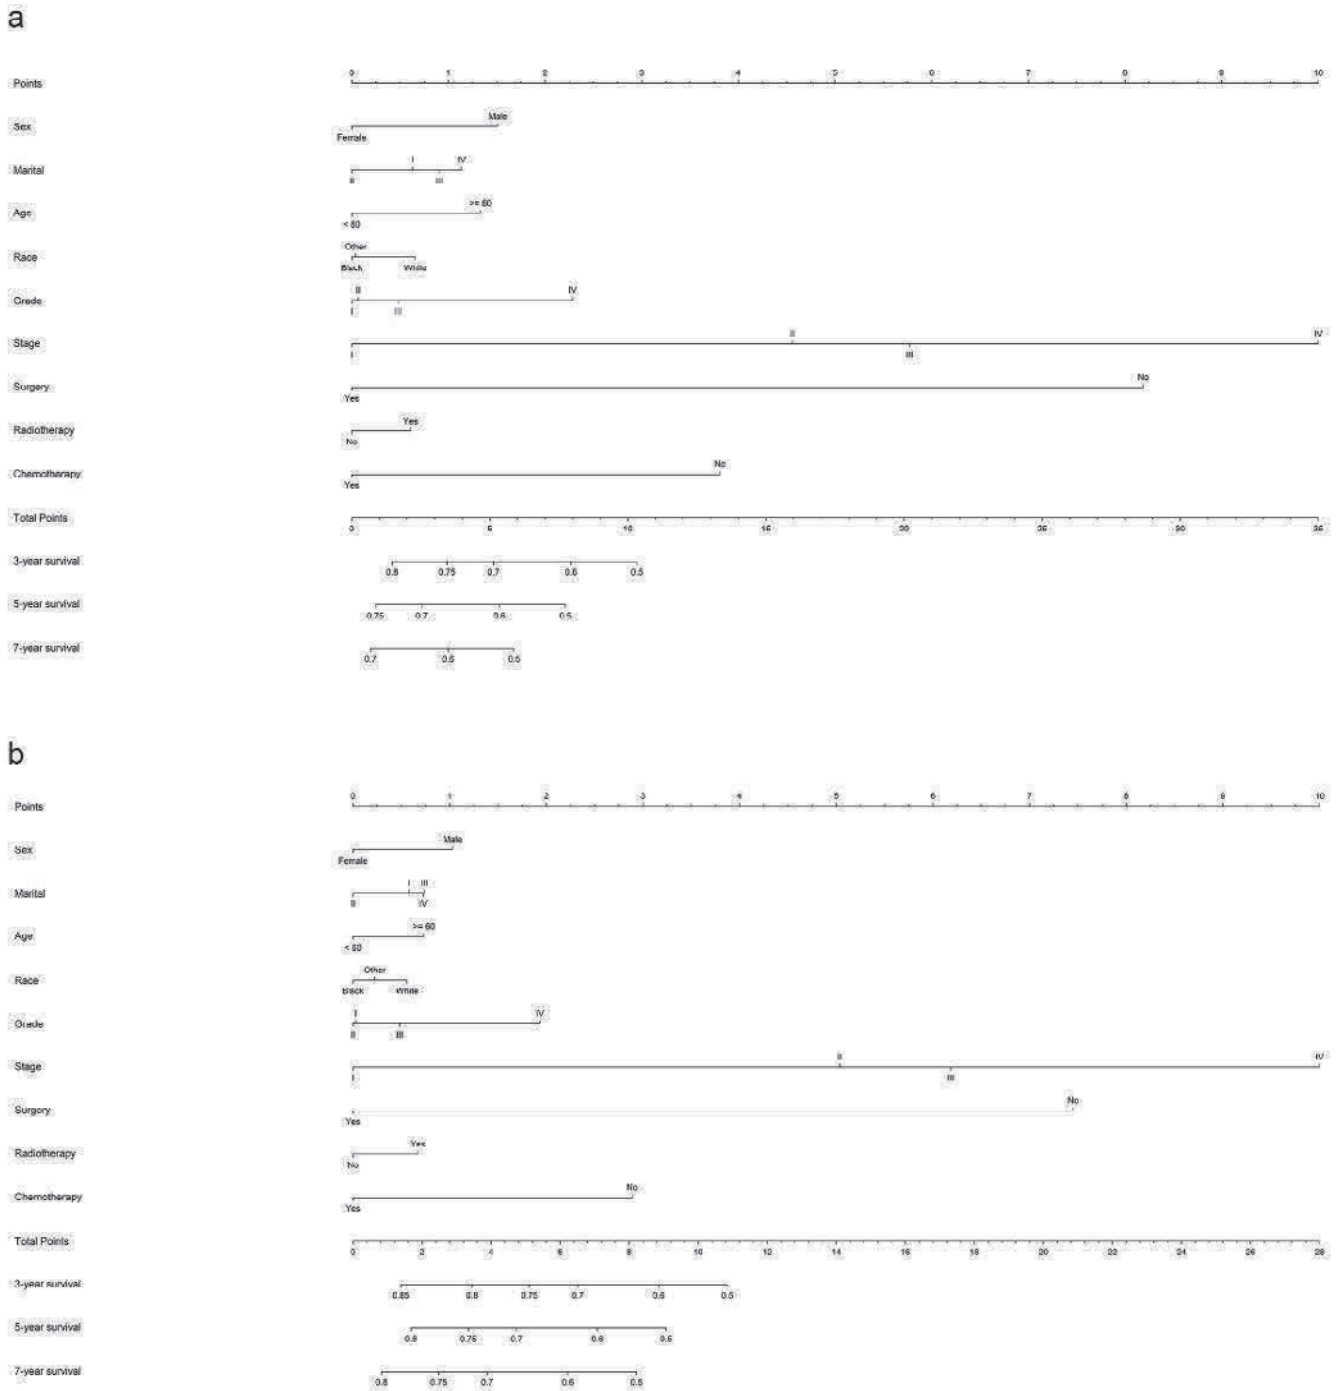 a
Points 0 1 2 3 4 5 6 7 8 9 10
Sex Male
Female
Marital I IV
II III
Age >= 60
< 60
Race Other
Black White
Grade II IV
I III
Stage II IV
I III
Surgery No
Yes
Radiotherapy Yes
No
Chemotherapy No
Yes
Total Points 0 5 10 15 20 25 30 35
3-year survival 0.8 0.75 0.7 0.6 0.5
5-year survival 0.75 0.7 0.6 0.5
7-year survival 0.7 0.6 0.5
b
Points 0 1 2 3 4 5 6 7 8 9 10
Sex Male
Female
Marital I III
II IV
Age >= 60
< 60
Race Other
Black White
Grade I IV
II III
Stage II IV
I III
Surgery No
Yes
Radiotherapy Yes
No
Chemotherapy No
Yes
Total Points 0 2 4 6 8 10 12 14 16 18 20 22 24 26 28
3-year survival 0.85 0.8 0.75 0.7 0.6 0.5
5-year survival 0.8 0.75 0.7 0.6 0.5
7-year survival 0.8 0.75 0.7 0.6 0.5